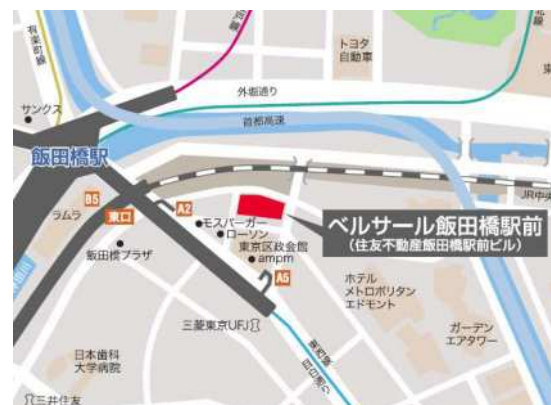 トヨタ
自動車
外堀通り
首都高速
サンクス
飯田橋駅
B5
東口
A2
ラムラ
モスバーガー
ローソン
飯田橋プラザ
東京区政会館
ampm
A5
ベルサール飯田橋駅前
(住友不動産飯田橋駅前ビル)
JR中央
ホテル
メトロポリタン
エドモント
ガーデン
エアタワー
三菱東京UFJ
目白通り
日本歯科
大学病院
三井住友